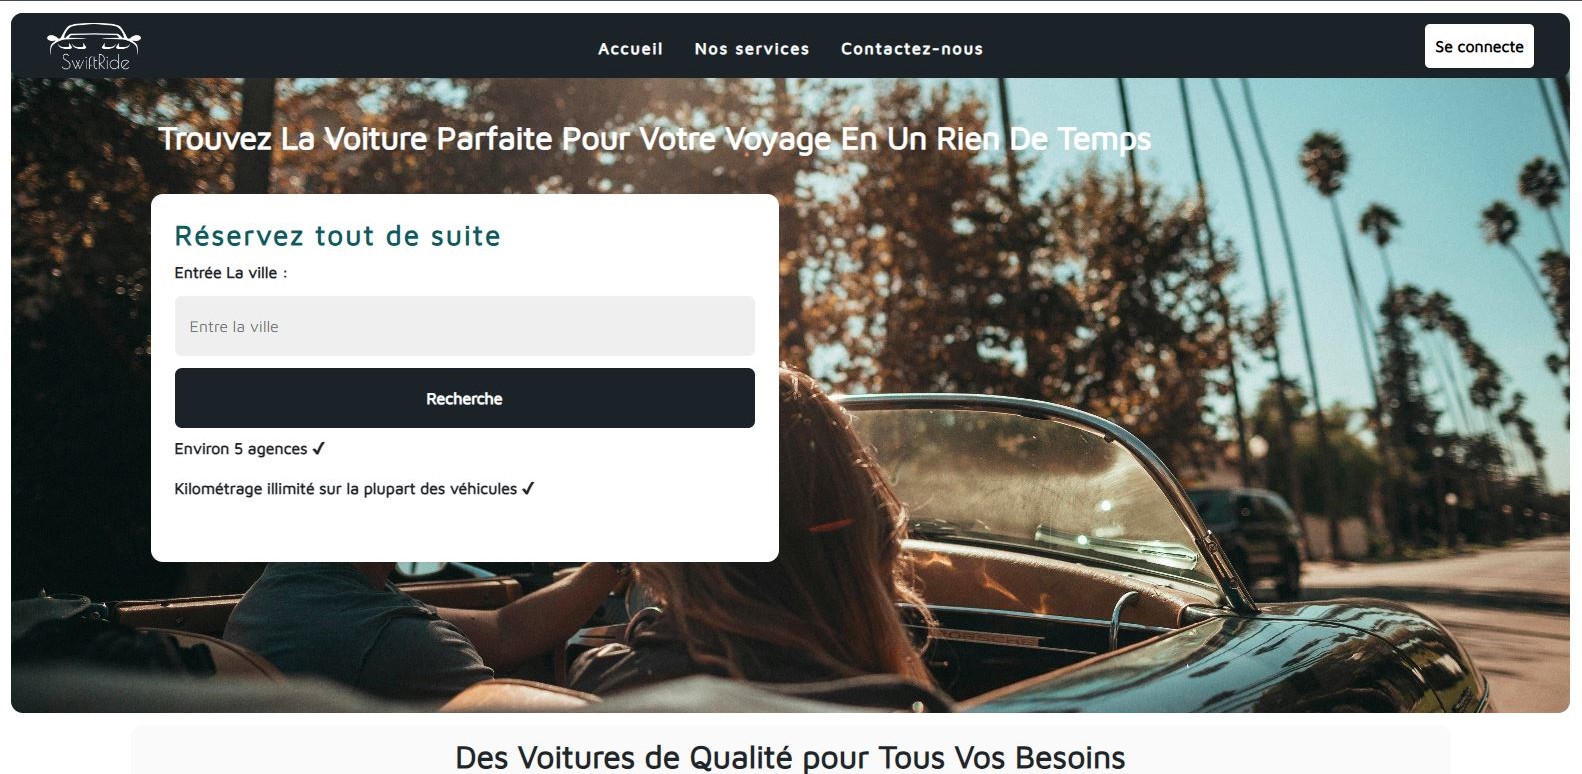 SwiftRide
Accueil Nos services Contactez-nous
Se connecte
Trouvez La Voiture Parfaite Pour Votre Voyage En Un Rien De Temps
Réservez tout de suite
Entrée La ville :
Entre la ville
Recherche
Environ 5 agences ✓
Kilométrage illimité sur la plupart des véhicules ✓
PORSCHE
Des Voitures de Qualité pour Tous Vos Besoins